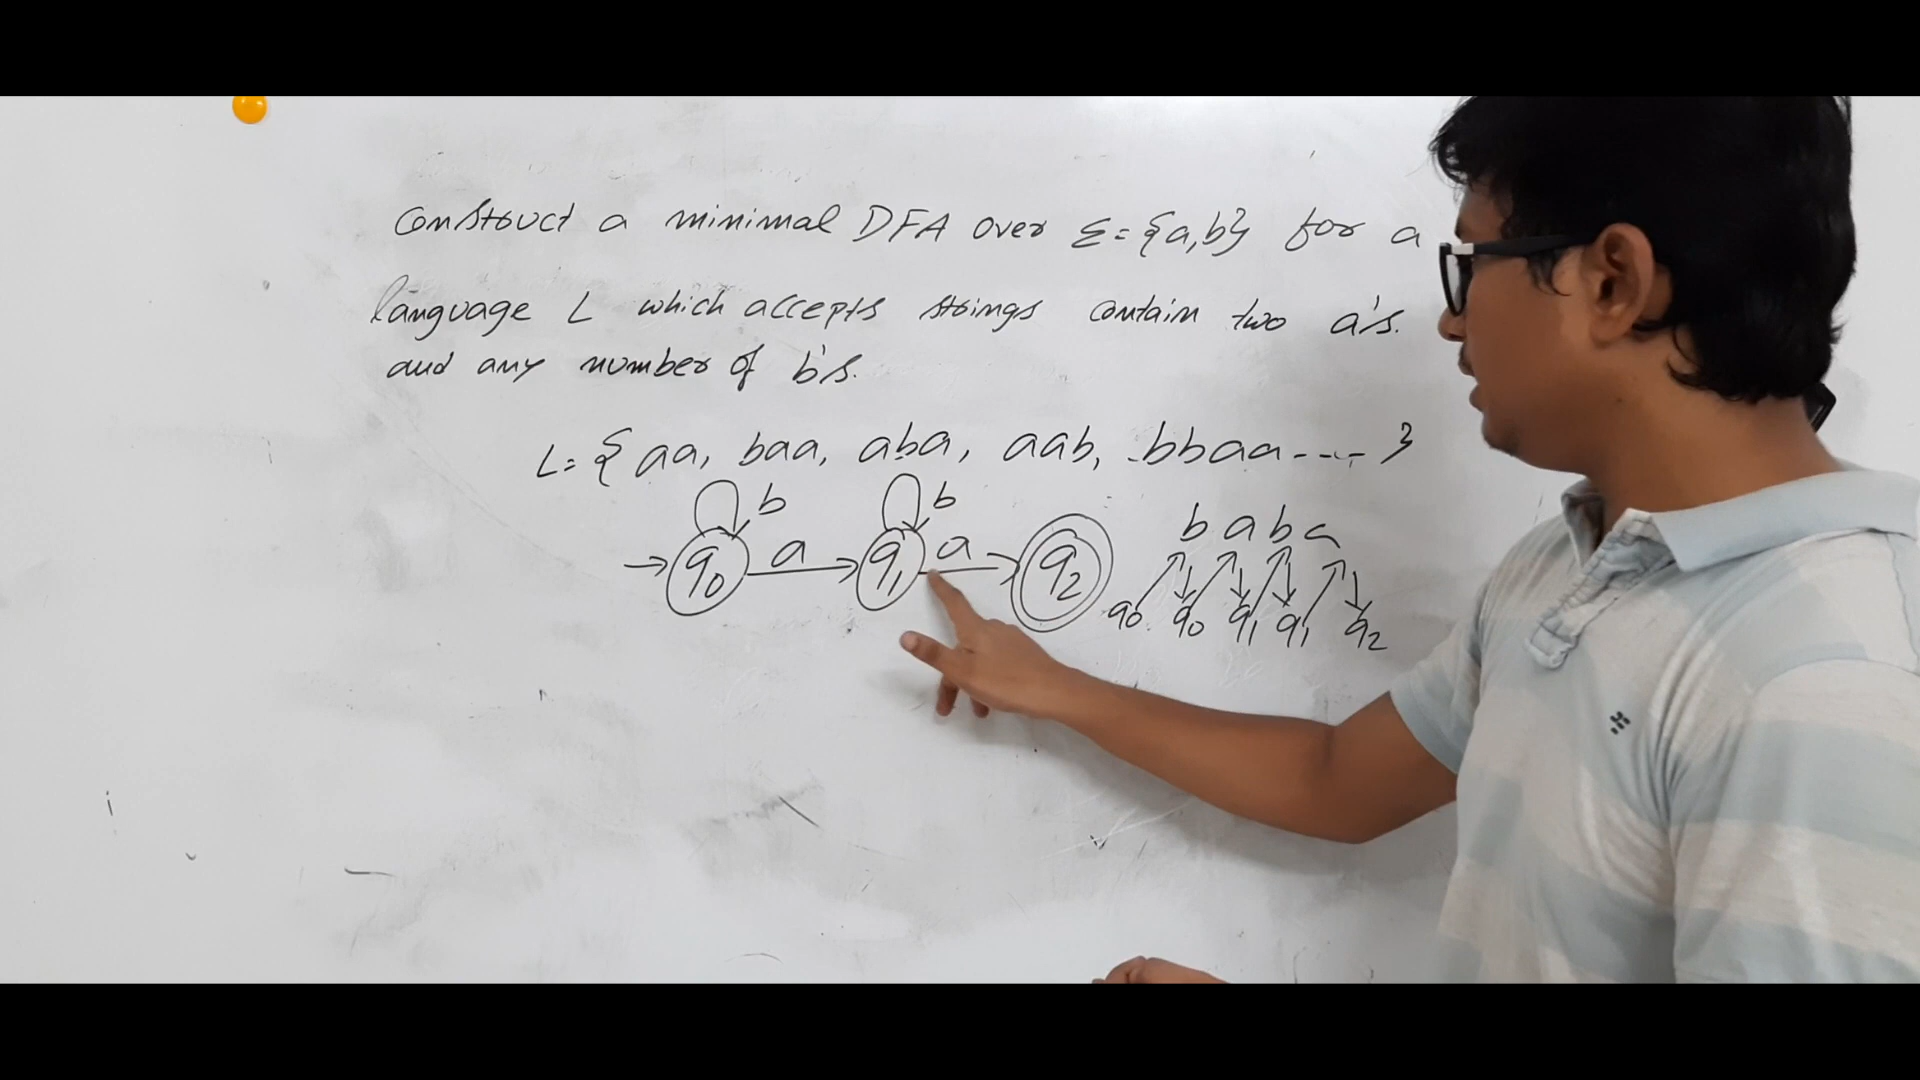 Construct a minimal DFA over Σ={a,b} for a
language L which accepts strings contain two a's.
and any number of b's.
L={ aa, baa, aba, aab, bbaa---- }
b b
→ q0 a q1 a q2
b a b a
q0 q0 q1 q1 q2